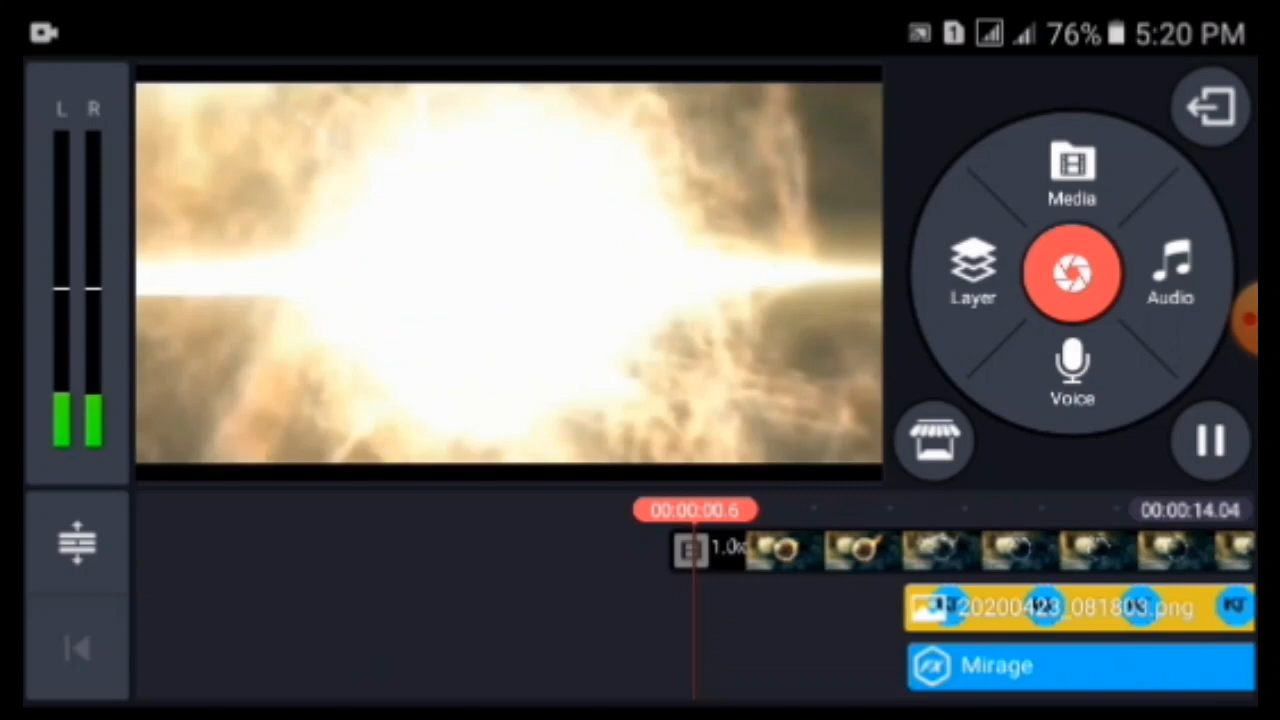 76% 5:20 PM
L R
Media
Layer
Audio
Voice
00:00:00.6
00:00:14.04
1.0x
20200423_081803.png
Mirage